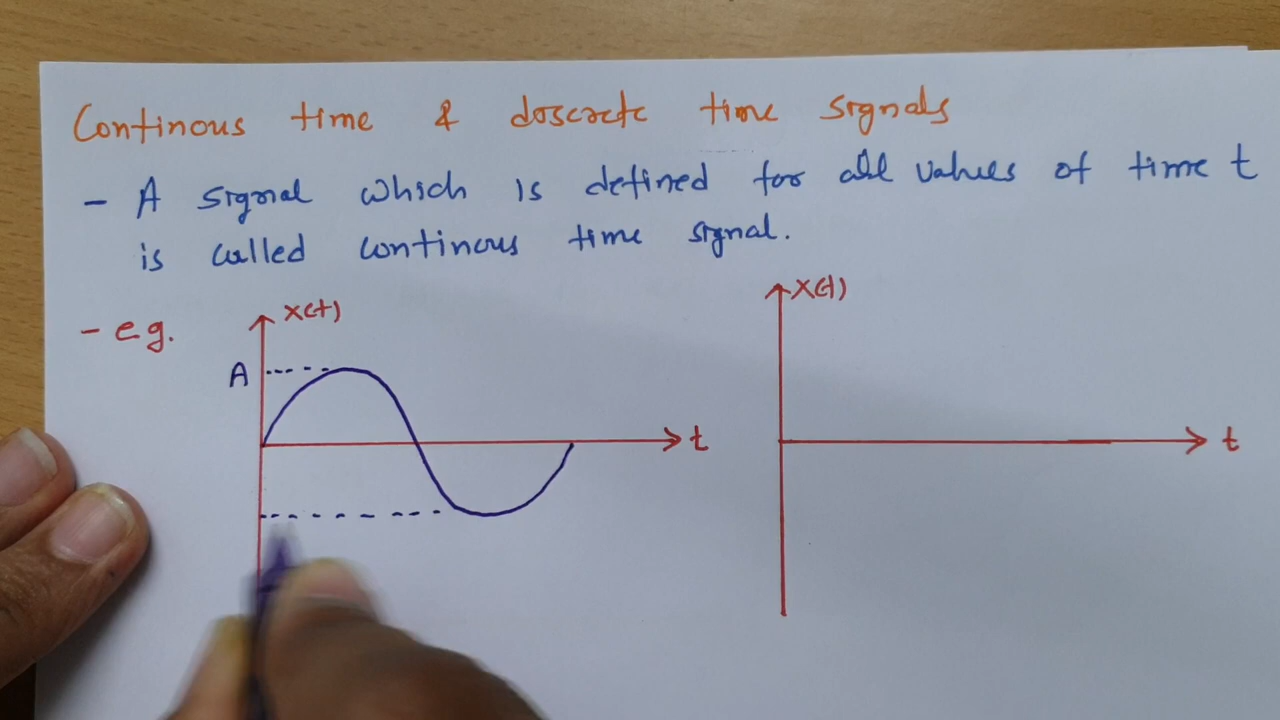 Continous time & discrete time signals
- A signal which is defined for all values of time t
is called continous time signal.
- e.g.
x(t)
A
t
x(t)
t